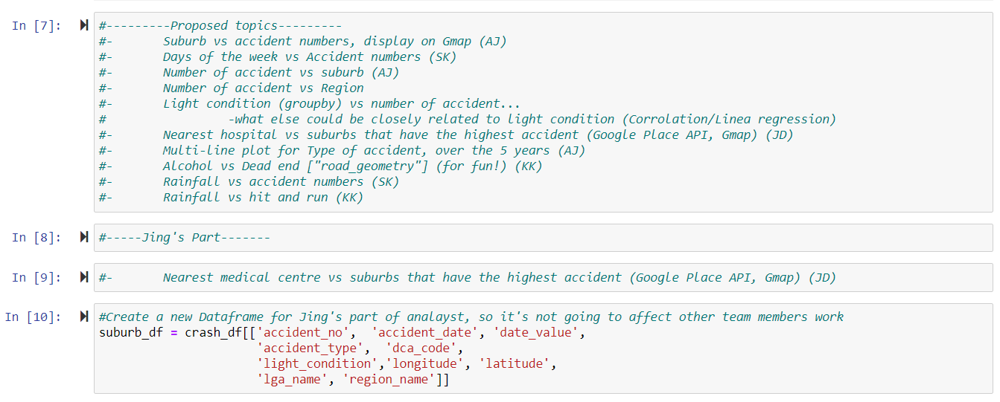 In [7]: #---------Proposed topics---------
#-       Suburb vs accident numbers, display on Gmap (AJ)
#-       Days of the week vs Accident numbers (SK)
#-       Number of accident vs suburb (AJ)
#-       Number of accident vs Region
#-       Light condition (groupby) vs number of accident...
#                -what else could be closely related to light condition (Corrolation/Linea regression)
#-       Nearest hospital vs suburbs that have the highest accident (Google Place API, Gmap) (JD)
#-       Multi-line plot for Type of accident, over the 5 years (AJ)
#-       Alcohol vs Dead end ["road_geometry"] (for fun!) (KK)
#-       Rainfall vs accident numbers (SK)
#-       Rainfall vs hit and run (KK)
In [8]: #-----Jing's Part-------
In [9]: #-       Nearest medical centre vs suburbs that have the highest accident (Google Place API, Gmap) (JD)
In [10]: #Create a new Dataframe for Jing's part of analayst, so it's not going to affect other team members work
suburb_df = crash_df[['accident_no',  'accident_date', 'date_value',
                     'accident_type',  'dca_code',
                     'light_condition','longitude', 'latitude',
                     'lga_name', 'region_name']]